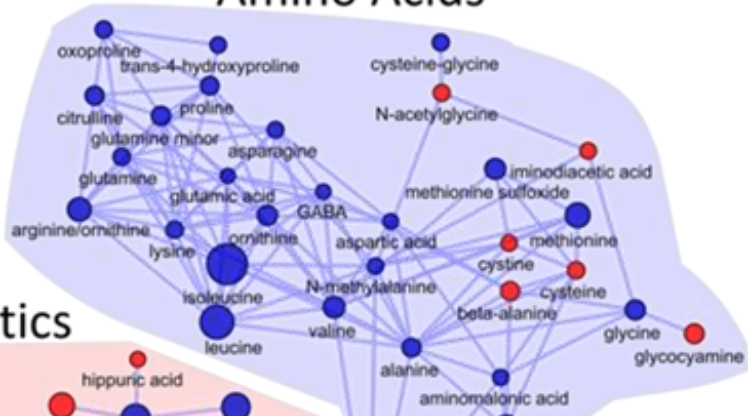 Amino Acids
oxoproline
trans-4-hydroxyproline
cysteine-glycine
proline
N-acetylglycine
citrulline
glutamine minor
asparagine
iminodiacetic acid
glutamine
glutamic acid
methionine sulfoxide
GABA
arginine/ornithine
ornithine
aspartic acid
methionine
lysine
cystine
isoleucine
N-methylalanine
cysteine
beta-alanine
tics
valine
glycine
leucine
glycocyamine
alanine
hippuric acid
aminomalonic acid